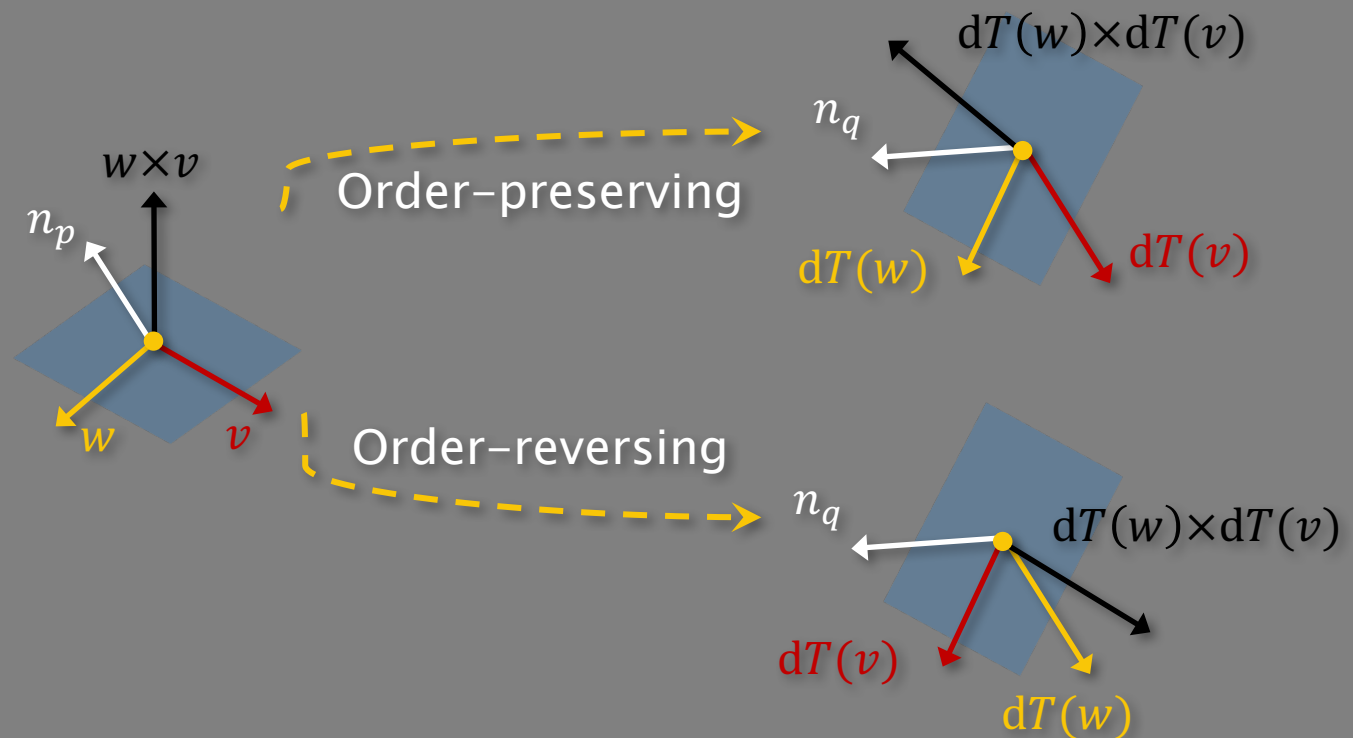 w×v
n_p
w
v
Order-preserving
dT(w)×dT(v)
n_q
dT(w)
dT(v)
Order-reversing
n_q
dT(w)×dT(v)
dT(v)
dT(w)